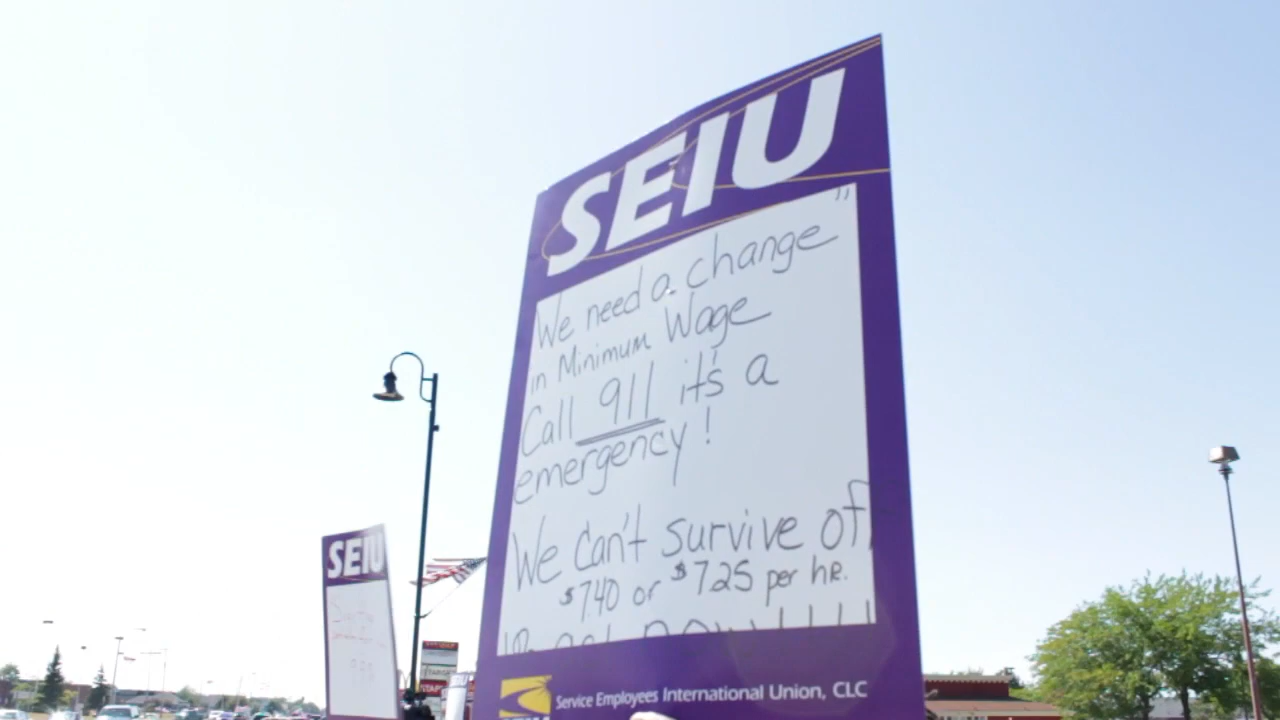 SEIU
"
We need a change
in Minimum Wage
Call 911 it's a
emergency!
We Can't survive off
$740 or $725 per hr.
now!!!!
Service Employees International Union, CLC
SEIU